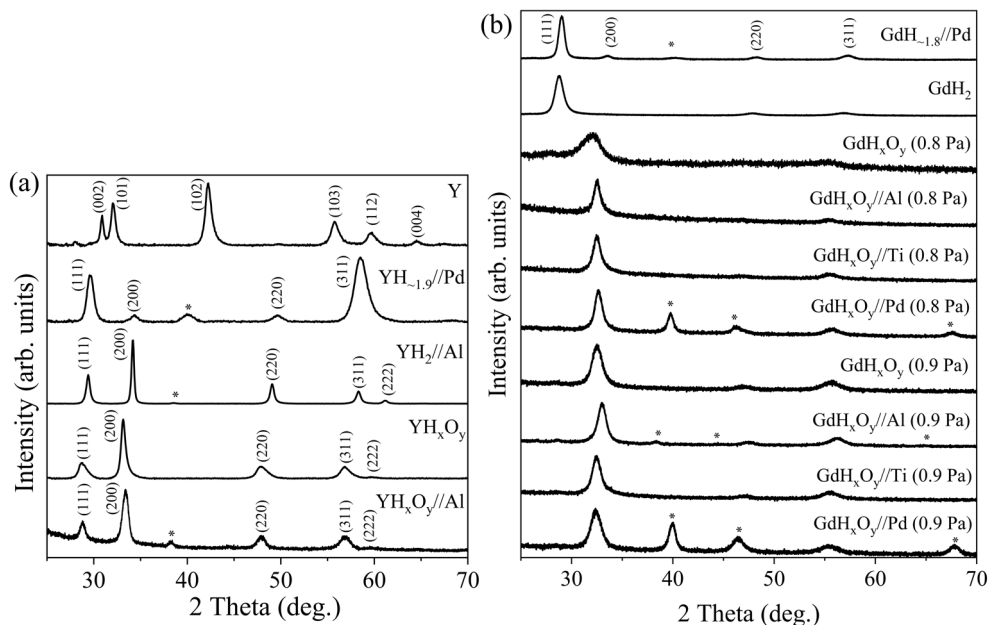 (a)
Intensity (arb. units)
(002)
(101)
(102)
(103)
(112)
(004)
Y
(111)
(200)
*
(220)
(311)
YH~1.9//Pd
(111)
(200)
*
(220)
(311)
(222)
YH2//Al
(111)
(200)
(220)
(311)
(222)
YHxOy
(111)
(200)
*
(220)
(311)
(222)
YHxOy//Al
30 40 50 60 70
2 Theta (deg.)
(b)
Intensity (arb. units)
(111)
(200)
*
(220)
(311)
GdH~1.8//Pd
GdH2
GdHxOy (0.8 Pa)
GdHxOy//Al (0.8 Pa)
GdHxOy//Ti (0.8 Pa)
GdHxOy//Pd (0.8 Pa)
* * *
GdHxOy (0.9 Pa)
GdHxOy//Al (0.9 Pa)
* * *
GdHxOy//Ti (0.9 Pa)
GdHxOy//Pd (0.9 Pa)
* * *
30 40 50 60 70
2 Theta (deg.)